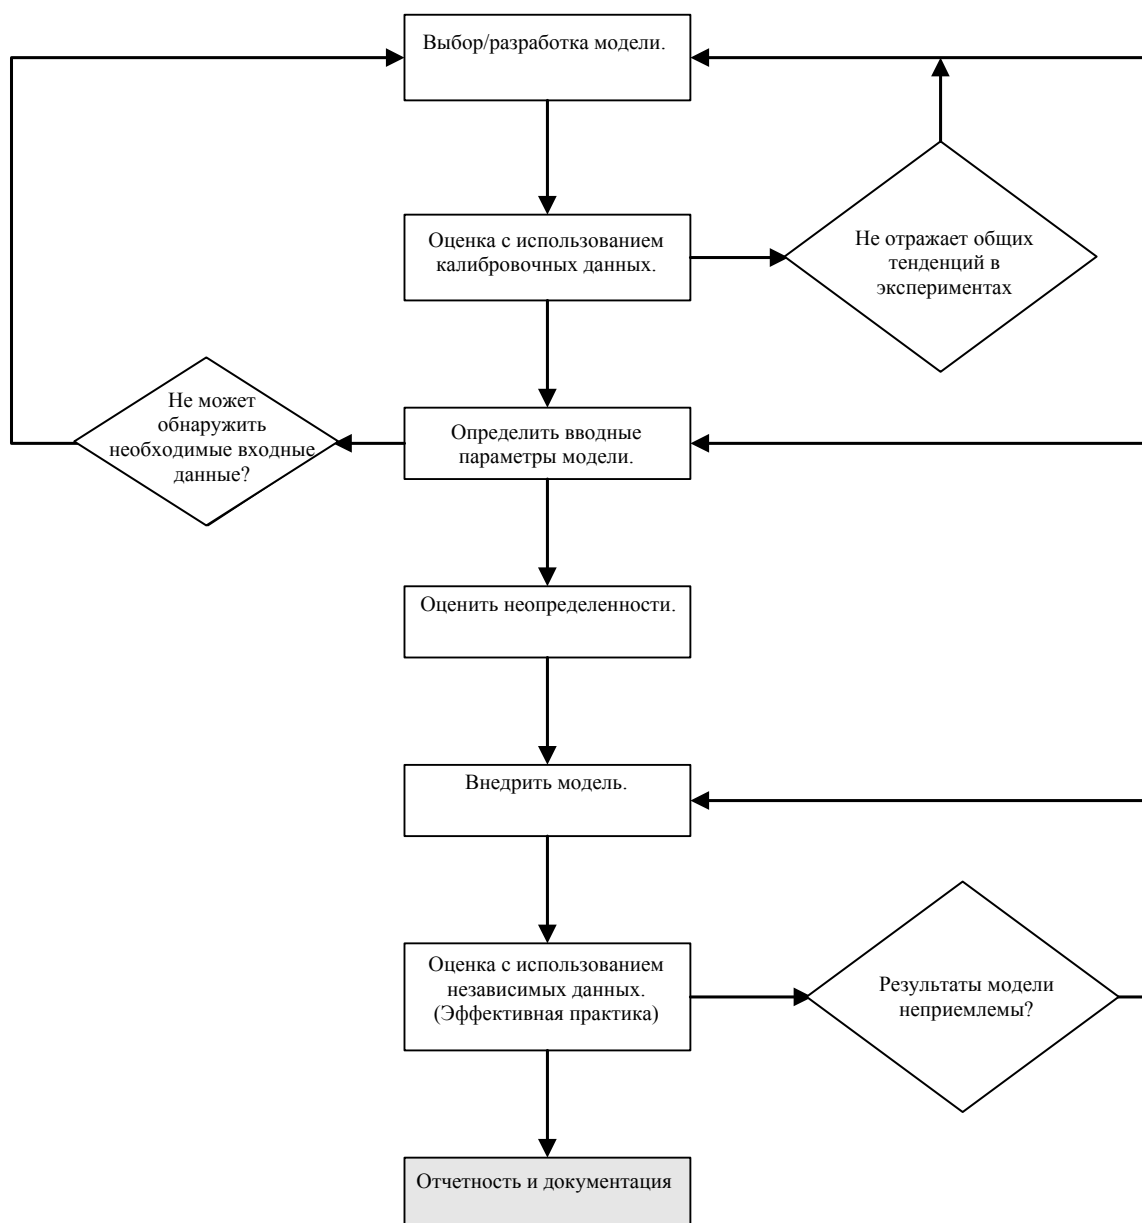 Выбор/разработка модели.
Оценка с использованием
калибровочных данных.
Не отражает общих
тенденций в
экспериментах
Не может
обнаружить
необходимые входные
данные?
Определить вводные
параметры модели.
Оценить неопределенности.
Внедрить модель.
Оценка с использованием
независимых данных.
(Эффективная практика)
Результаты модели
неприемлемы?
Отчетность и документация